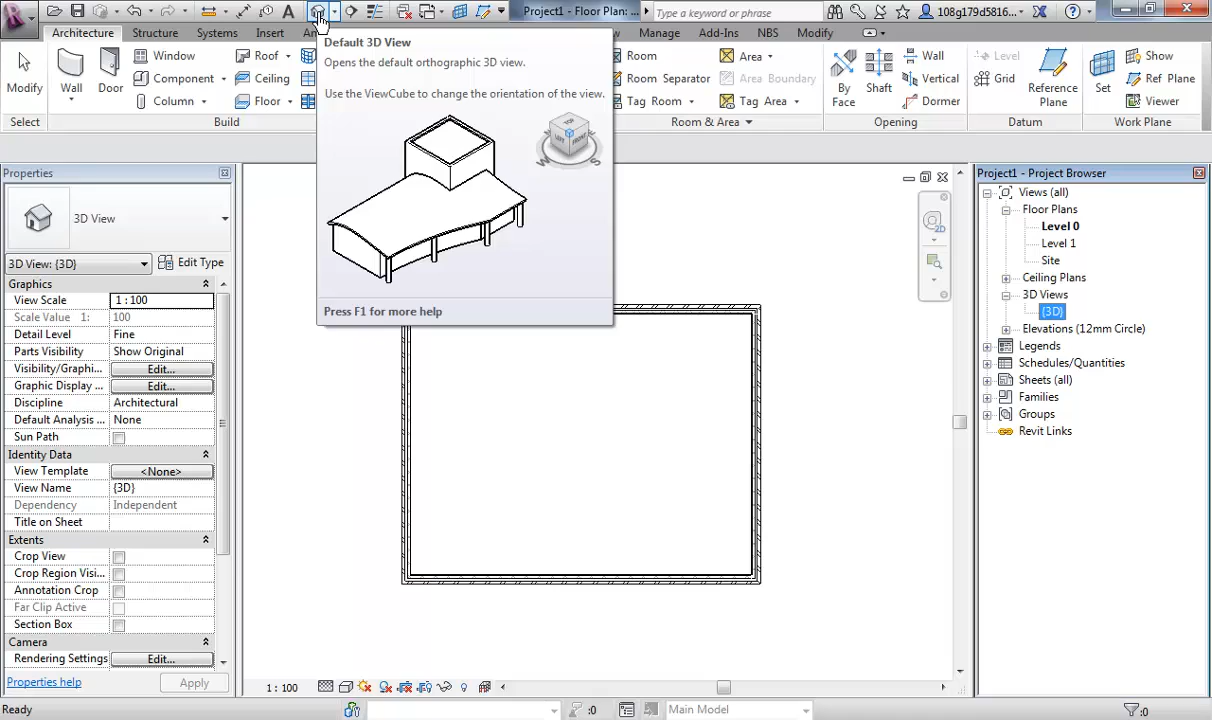 Project1 - Floor Plan: ...
Type a keyword or phrase
108g179d5816...
Architecture
Structure
Systems
Insert
Manage
Add-Ins
NBS
Modify
Modify
Wall
Door
Window
Component
Column
Roof
Ceiling
Floor
Select
Build
Default 3D View
Opens the default orthographic 3D view.
Use the ViewCube to change the orientation of the view.
TOP
LEFT
FRONT
W
S
Press F1 for more help
Room
Room Separator
Tag Room
Area
Area Boundary
Tag Area
Room & Area
By
Face
Shaft
Wall
Vertical
Dormer
Opening
Level
Grid
Reference
Plane
Datum
Set
Show
Ref Plane
Viewer
Work Plane
Properties
3D View
3D View: {3D}
Edit Type
Graphics
View Scale 1 : 100
Scale Value 1: 100
Detail Level Fine
Parts Visibility Show Original
Visibility/Graphi... Edit...
Graphic Display ... Edit...
Discipline Architectural
Default Analysis ... None
Sun Path
Identity Data
View Template <None>
View Name {3D}
Dependency Independent
Title on Sheet
Extents
Crop View
Crop Region Visi...
Annotation Crop
Far Clip Active
Section Box
Camera
Rendering Settings Edit...
Properties help
Apply
2D
Project1 - Project Browser
Views (all)
Floor Plans
Level 0
Level 1
Site
Ceiling Plans
3D Views
{3D}
Elevations (12mm Circle)
Legends
Schedules/Quantities
Sheets (all)
Families
Groups
Revit Links
1 : 100
Ready
:0
Main Model
:0